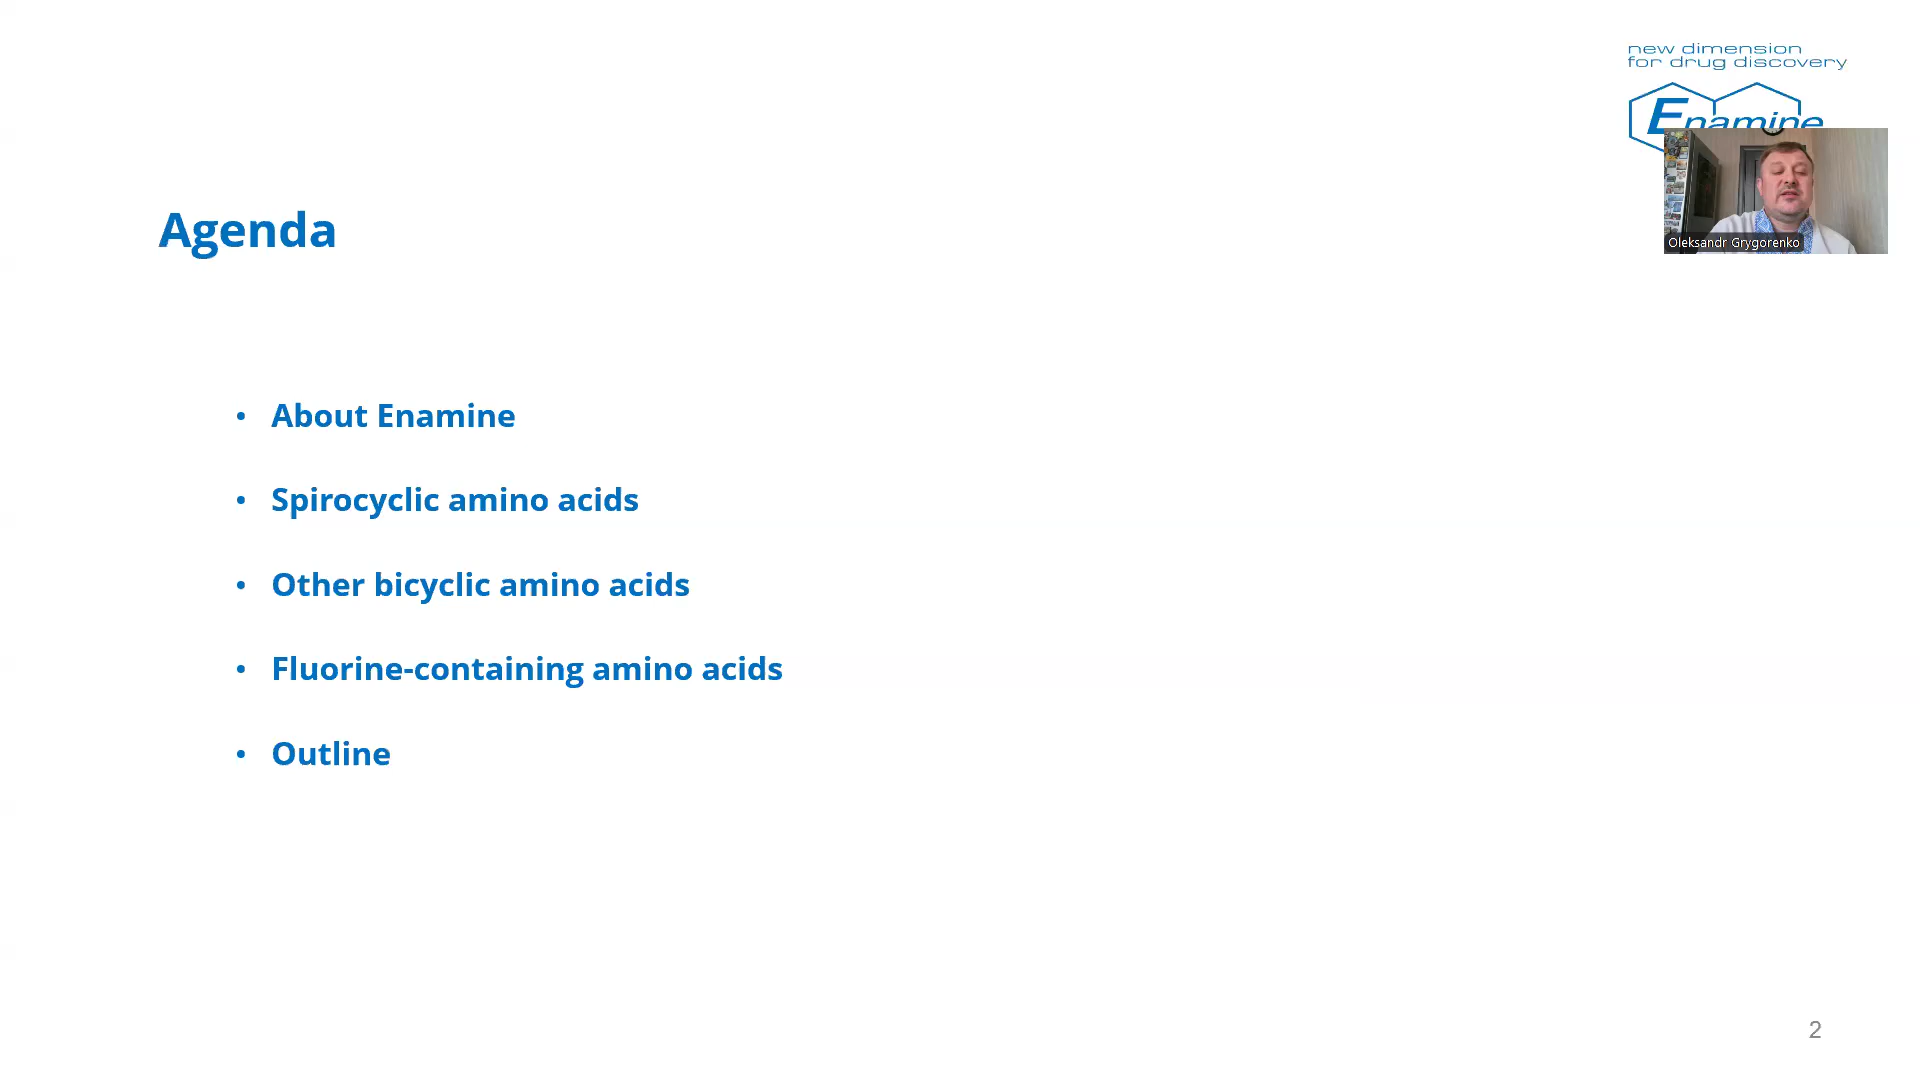 new dimension
for drug discovery
Enamine
Oleksandr Grygorenko
Agenda
• About Enamine
• Spirocyclic amino acids
• Other bicyclic amino acids
• Fluorine-containing amino acids
• Outline
2